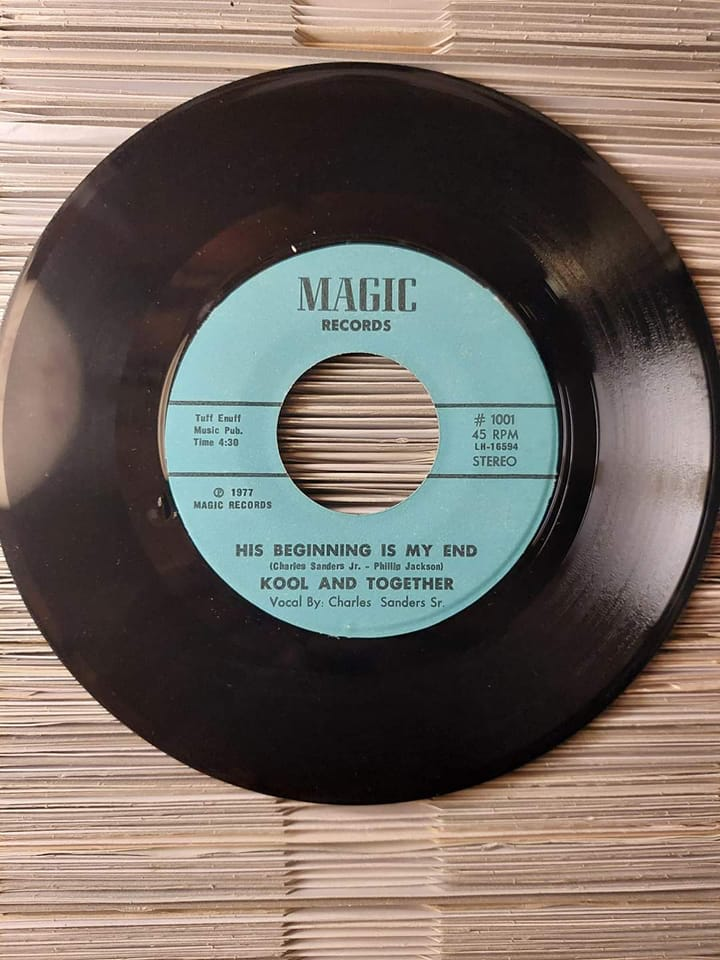 MAGIC
RECORDS
Tuff Enuff
Music Pub.
Time 4:30
# 1001
45 RPM
LH-16594
STEREO
℗ 1977
MAGIC RECORDS
HIS BEGINNING IS MY END
(Charles Sanders Jr. - Phillip Jackson)
KOOL AND TOGETHER
Vocal By: Charles Sanders Sr.